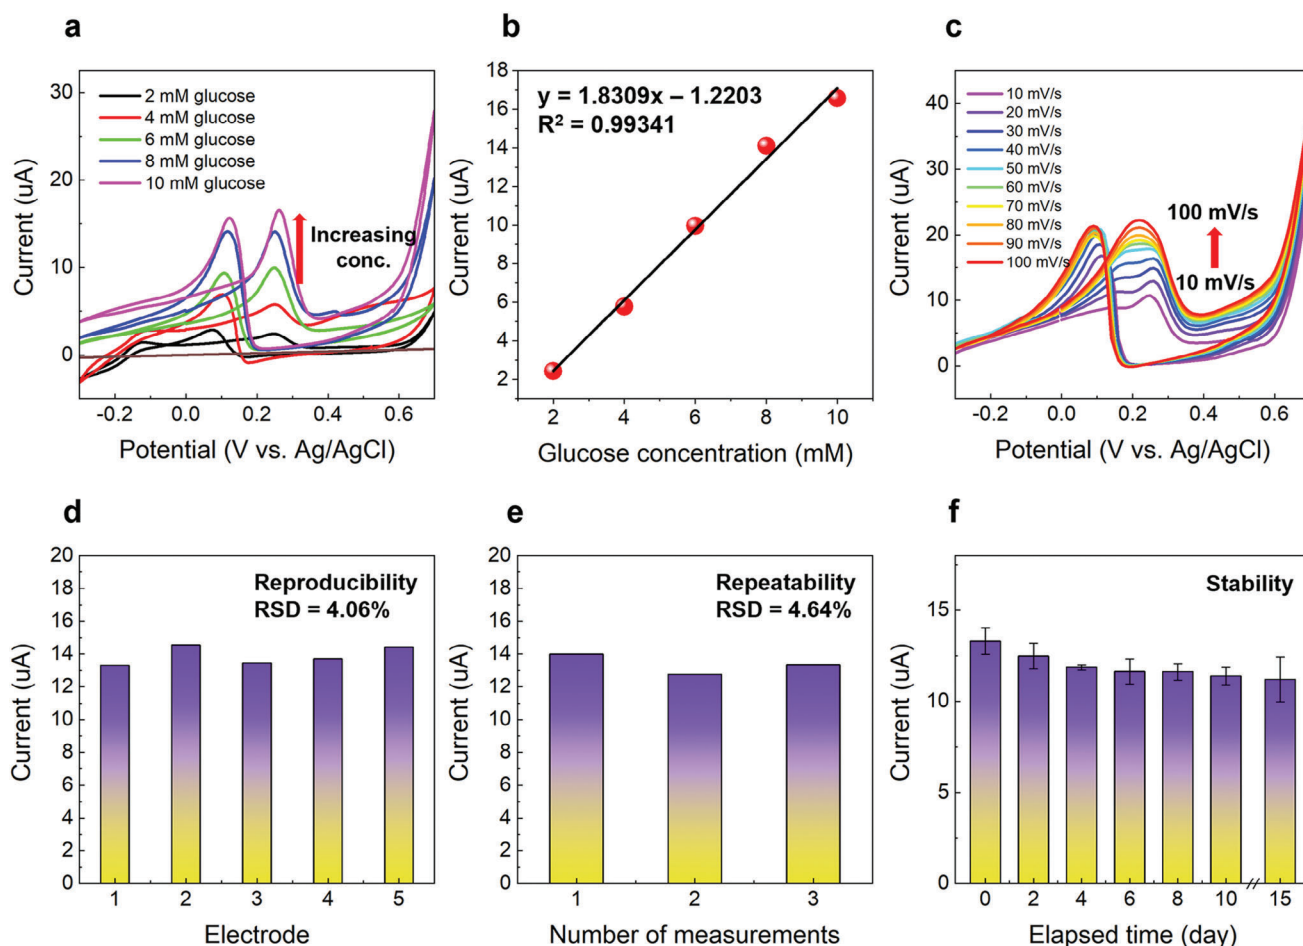 a
30
20
10
0
Current (uA)
2 mM glucose
4 mM glucose
6 mM glucose
8 mM glucose
10 mM glucose
Increasing
conc.
-0.2
0.0
0.2
0.4
0.6
Potential (V vs. Ag/AgCl)
b
18
16
14
12
10
8
6
4
2
Current (uA)
y = 1.8309x – 1.2203
R² = 0.99341
2
4
6
8
10
Glucose concentration (mM)
c
40
30
20
10
0
Current (uA)
10 mV/s
20 mV/s
30 mV/s
40 mV/s
50 mV/s
60 mV/s
70 mV/s
80 mV/s
90 mV/s
100 mV/s
100 mV/s
10 mV/s
-0.2
0.0
0.2
0.4
0.6
Potential (V vs. Ag/AgCl)
d
20
18
16
14
12
10
8
6
4
2
0
Current (uA)
Reproducibility
RSD = 4.06%
1
2
3
4
5
Electrode
e
20
18
16
14
12
10
8
6
4
2
0
Current (uA)
Repeatability
RSD = 4.64%
1
2
3
Number of measurements
f
15
10
5
0
Current (uA)
Stability
0
2
4
6
8
10
15
Elapsed time (day)